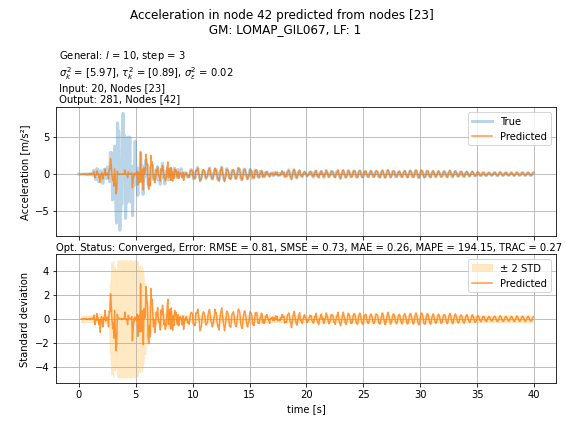 Acceleration in node 42 predicted from nodes [23]
GM: LOMAP_GIL067, LF: 1
General: l = 10, step = 3
σ²ₖ = [5.97], τ²ₖ = [0.89], σ²ε = 0.02
Input: 20, Nodes [23]
Output: 281, Nodes [42]
Acceleration [m/s²]
5
0
−5
True
Predicted
Opt. Status: Converged, Error: RMSE = 0.81, SMSE = 0.73, MAE = 0.26, MAPE = 194.15, TRAC = 0.27
Standard deviation
4
2
0
−2
−4
± 2 STD
Predicted
0 5 10 15 20 25 30 35 40
time [s]